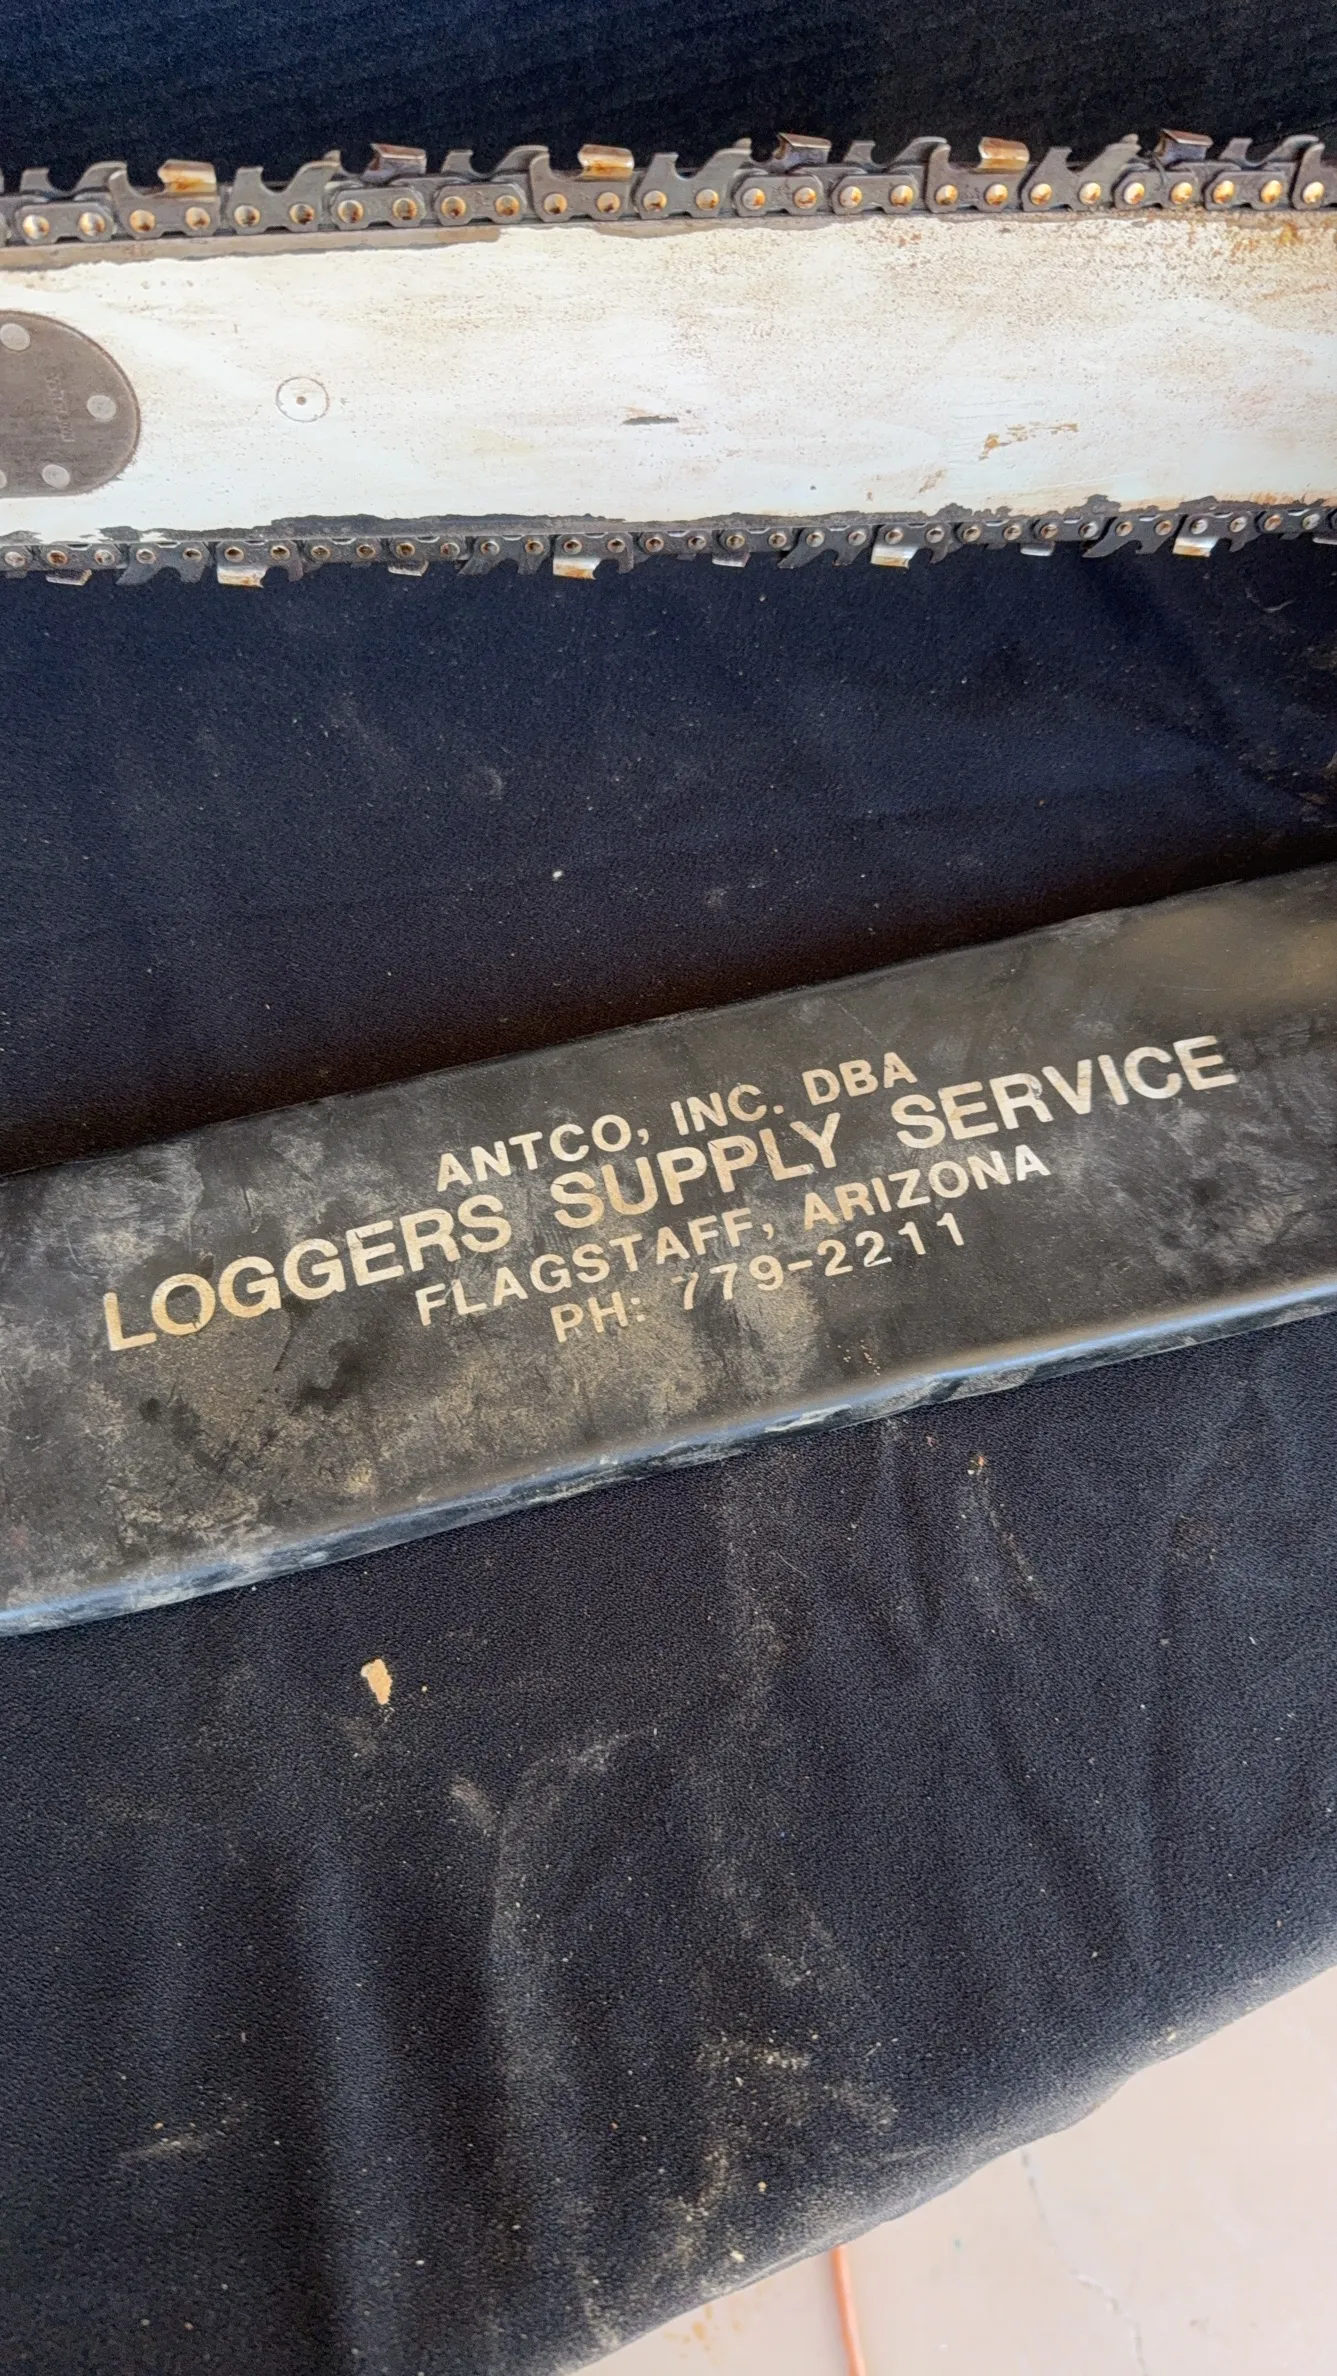 ANTCO, INC. DBA
LOGGERS SUPPLY SERVICE
FLAGSTAFF, ARIZONA
PH: 779-2211